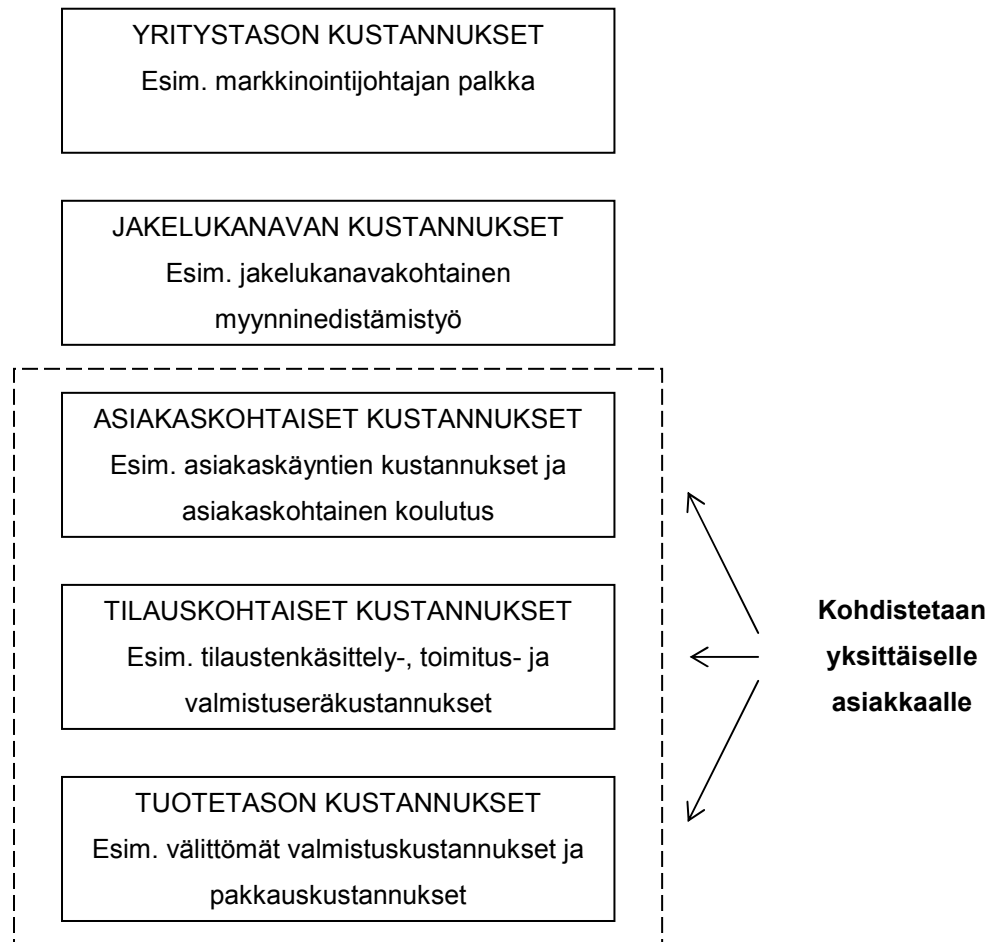 YRITYSTASON KUSTANNUKSET
Esim. markkinointijohtajan palkka
JAKELUKANAVAN KUSTANNUKSET
Esim. jakelukanavakohtainen
myynninedistämistyö
ASIAKASKOHTAISET KUSTANNUKSET
Esim. asiakaskäyntien kustannukset ja
asiakaskohtainen koulutus
TILAUSKOHTAISET KUSTANNUKSET
Esim. tilaustenkäsittely-, toimitus- ja
valmistuseräkustannukset
TUOTETASON KUSTANNUKSET
Esim. välittömät valmistuskustannukset ja
pakkauskustannukset
Kohdistetaan
yksittäiselle
asiakkaalle